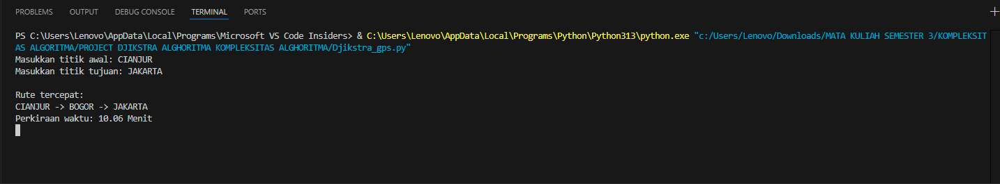 PROBLEMS OUTPUT DEBUG CONSOLE TERMINAL PORTS
PS C:\Users\Lenovo\AppData\Local\Programs\Microsoft VS Code Insiders> & C:\Users\Lenovo\AppData\Local\Programs\Python\Python313\python.exe "c:/Users/Lenovo/Downloads/MATA KULIAH SEMESTER 3/KOMPLEKSIT
AS ALGORITMA/PROJECT DJIKSTRA ALGHORITMA KOMPLEKSITAS ALGHORITMA/Djikstra_gps.py"
Masukkan titik awal: CIANJUR
Masukkan titik tujuan: JAKARTA
Rute tercepat:
CIANJUR -> BOGOR -> JAKARTA
Perkiraan waktu: 10.06 Menit